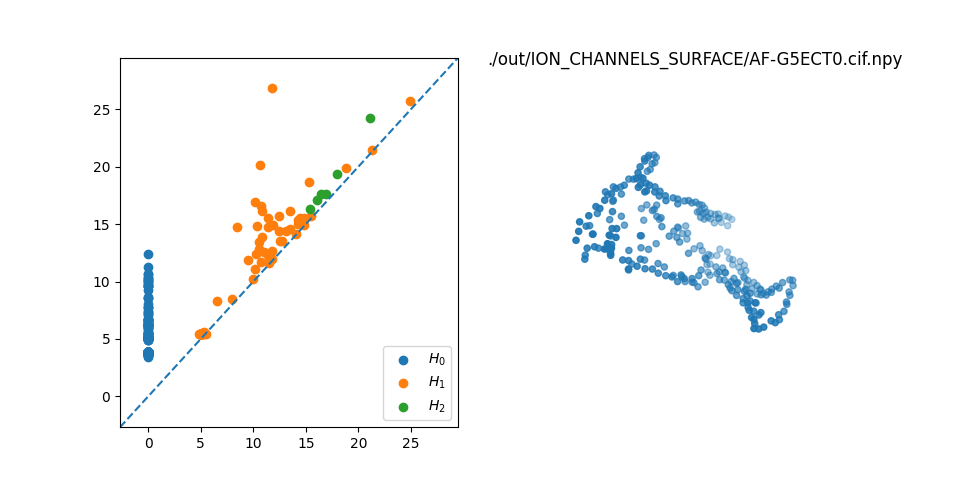 ./out/ION_CHANNELS_SURFACE/AF-G5ECT0.cif.npy
25
20
15
10
5
0
H₀
H₁
H₂
0 5 10 15 20 25